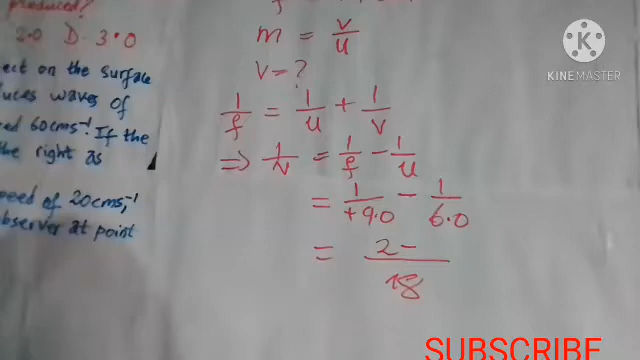 produced?
2.0 D. 3.0
ect on the surface
uces waves of
ed 60cms⁻¹. If the
the right as
peed of 20cms,⁻¹
bserver at point
m = v/u
v = ?
1/f = 1/u + 1/v
⇒ 1/v = 1/f - 1/u
= 1/+9.0 - 1/6.0
= 2-/18
KINEMASTER
SUBSCRIBE